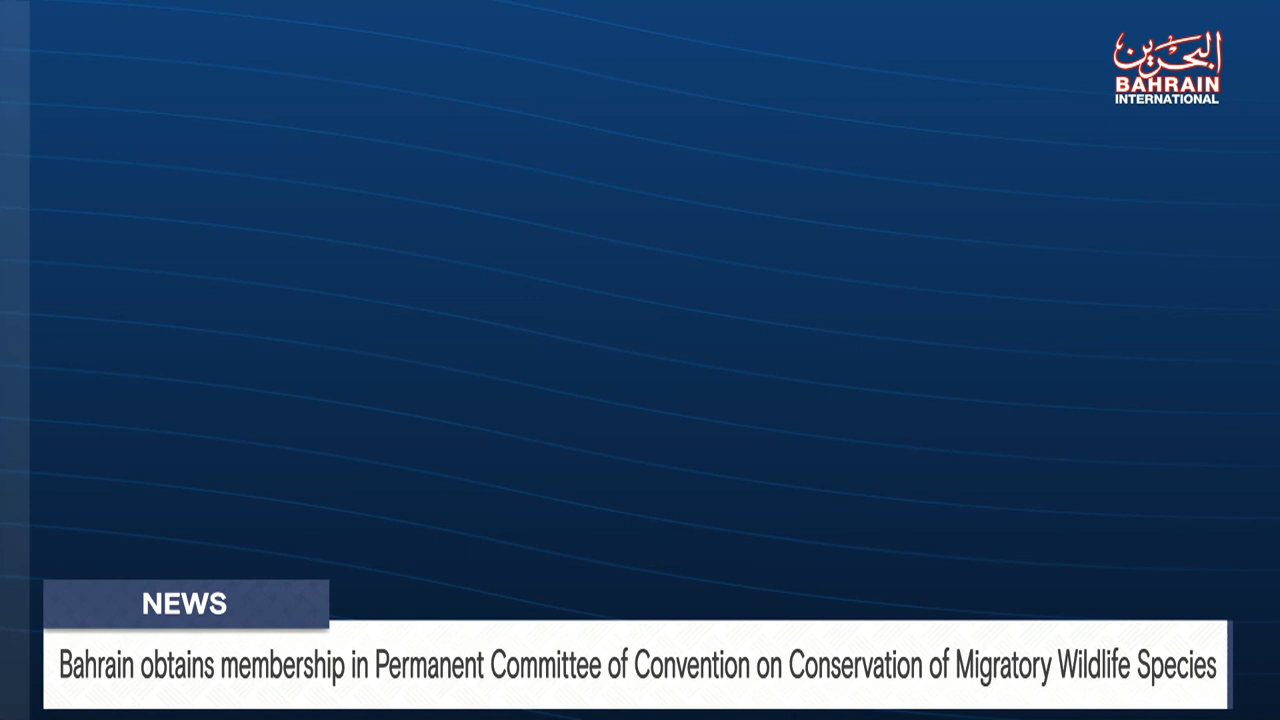 البحرين
BAHRAIN
INTERNATIONAL
NEWS
Bahrain obtains membership in Permanent Committee of Convention on Conservation of Migratory Wildlife Species